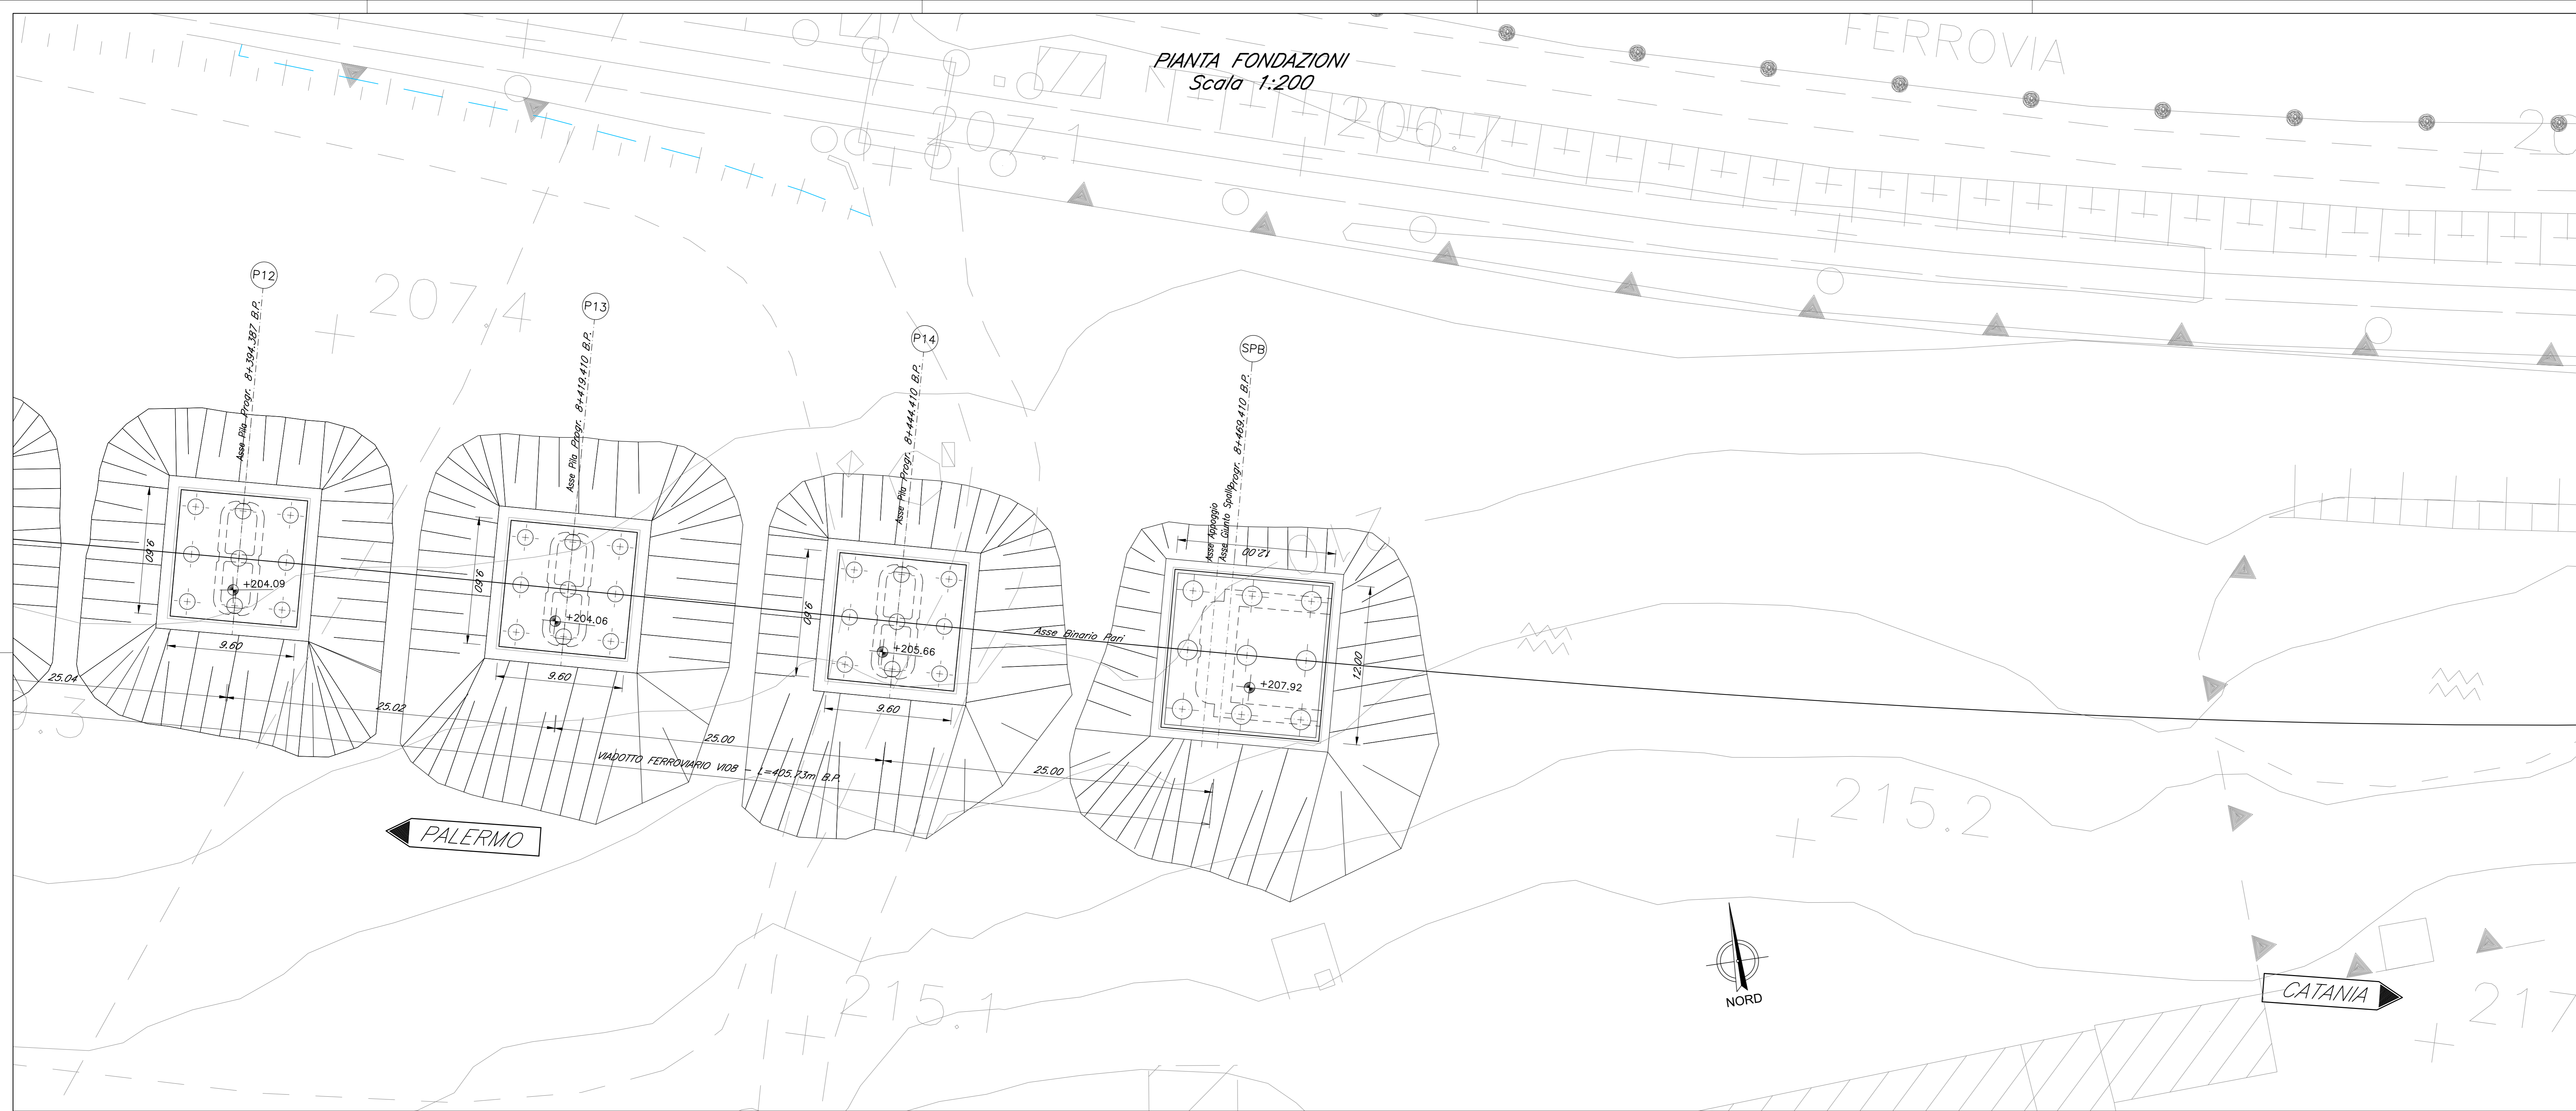 PIANTA FONDAZIONI
Scala 1:200
FERROVIA
207.1
206.7
20
207.4
P12
P13
P14
SPB
Asse Pila Progr. 8+394.387 B.P.
Asse Pila Progr. 8+419.410 B.P.
Asse Pila Progr. 8+444.410 B.P.
Asse Appoggio
Asse Giunto Spalla
Progr. 8+469.410 B.P.
9.60
9.60
9.60
12.00
12.00
+204.09
+204.06
+205.66
+207.92
Asse Binario Pari
9.60
9.60
9.60
25.04
25.02
25.00
25.00
.3
VIADOTTO FERROVIARIO VI08 - L=405.73m B.P.
PALERMO
215.2
215.1
NORD
CATANIA
217